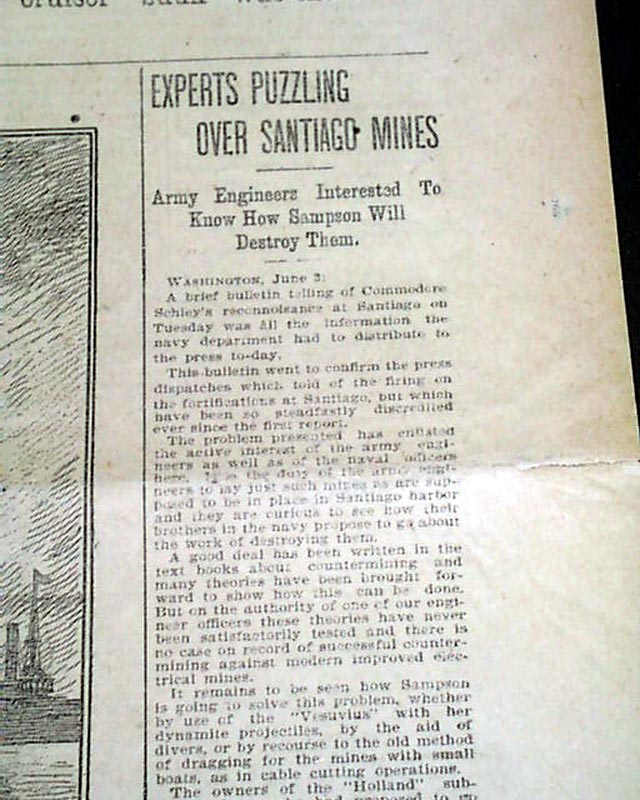 cruiser
EXPERTS PUZZLING
OVER SANTIAGO MINES
Army Engineers Interested To
Know How Sampson Will
Destroy Them.
WASHINGTON, June 3:
A brief bulletin telling of Commodore
Schley's reconnoisance at Santiago on
Tuesday was all the information the
navy department had to distribute to
the press to-day.
This bulletin went to confirm the press
dispatches which told of the firing on
the fortifications at Santiago, but which
have been so steadfastly discredited
ever since the first report.
The problem presented has enlisted
the active interest of the army engi-
neers as well as of the naval officers
here. It is the duty of the army engi-
neers to lay just such mines as are sup-
posed to be in place in Santiago harbor
and they are curious to see how their
brothers in the navy propose to go about
the work of destroying them.
A good deal has been written in the
text books about countermining and
many theories have been brought for-
ward to show how this can be done.
But on the authority of one of our engi-
neer officers these theories have never
been satisfactorily tested and there is
no case on record of successful counter-
mining against modern improved elec-
trical mines.
It remains to be seen how Sampson
is going to solve this problem, whether
by use of the "Vesuvius" with her
dynamite projectiles, by the aid of
divers, or by recourse to the old method
of dragging for the mines with small
boats, as in cable cutting operations.
The owners of the "Holland" sub-
had proposed to go